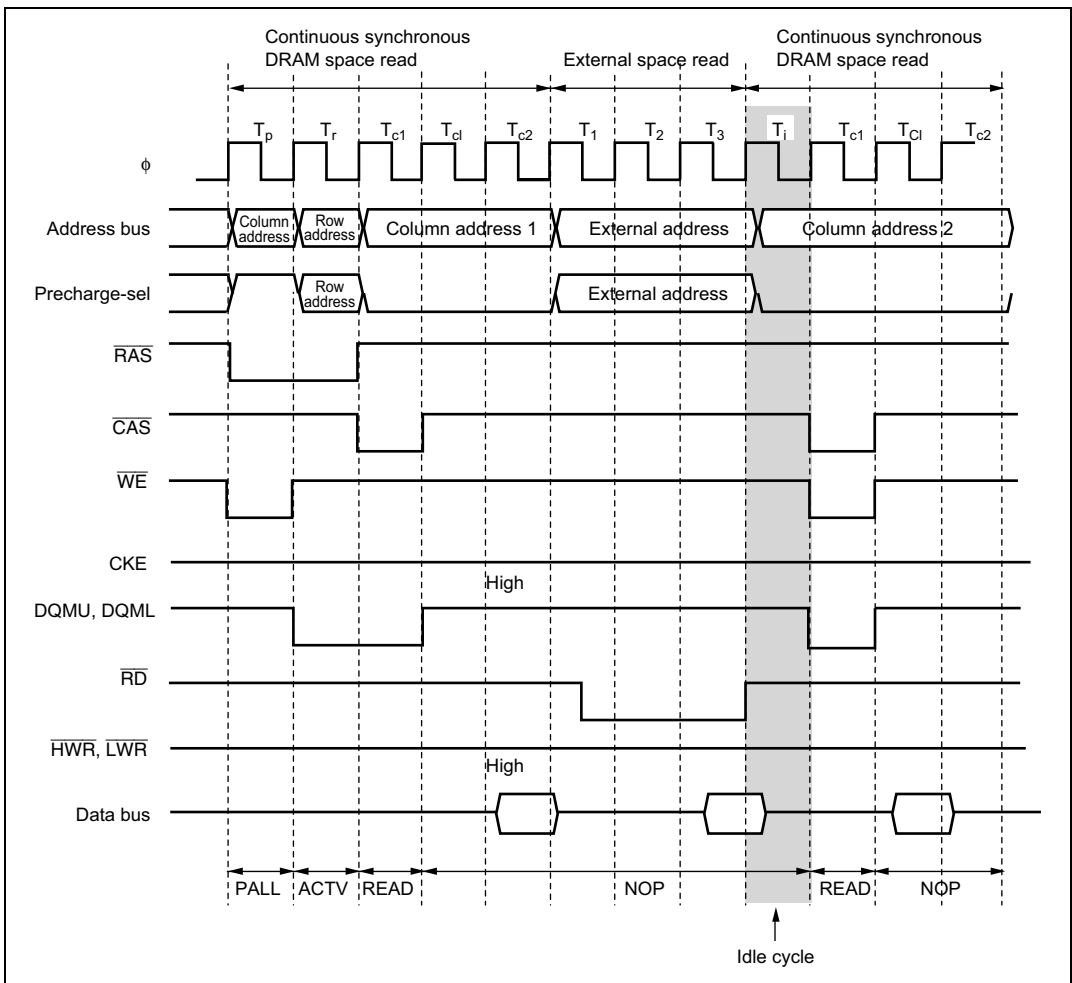 Continuous synchronous
DRAM space read
External space read
Continuous synchronous
DRAM space read
Tp Tr Tc1 Tcl Tc2 T1 T2 T3 Ti Tc1 TCl Tc2
ϕ
Address bus
Column
address
Row
address
Column address 1
External address
Column address 2
Precharge-sel
Row
address
External address
RAS
CAS
WE
CKE
High
DQMU, DQML
RD
HWR, LWR
High
Data bus
PALL ACTV READ NOP READ NOP
Idle cycle